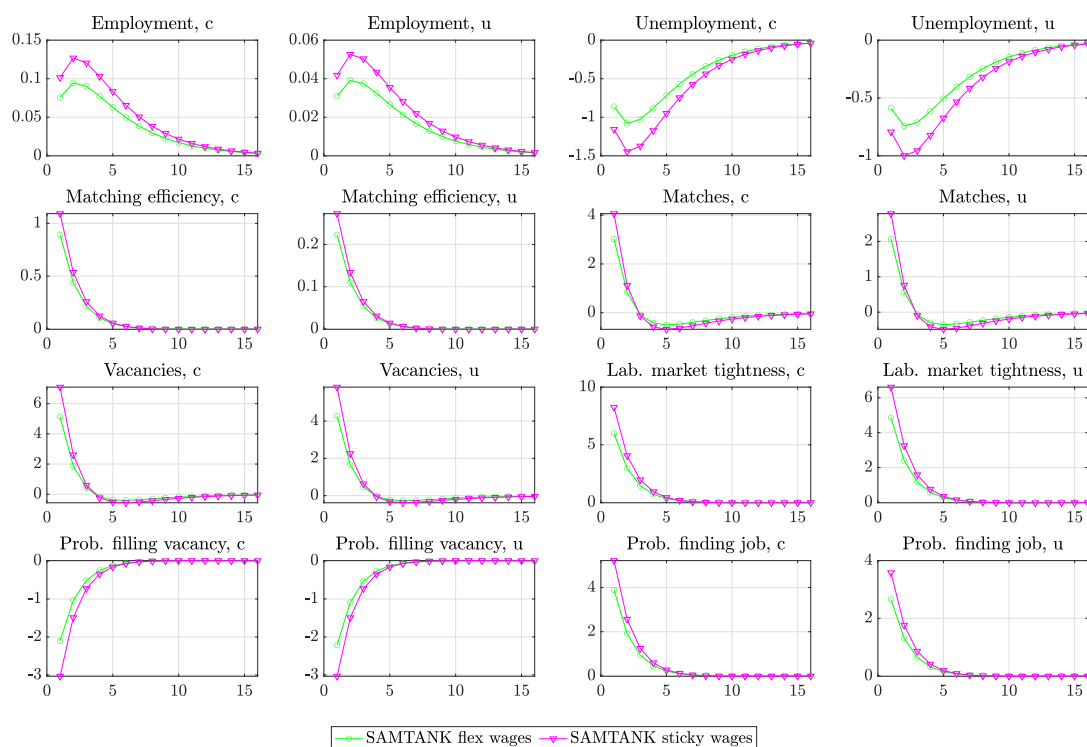 Employment, c
0.15
0.1
0.05
0
0 5 10 15
Employment, u
0.06
0.04
0.02
0
0 5 10 15
Unemployment, c
0
-0.5
-1
-1.5
0 5 10 15
Unemployment, u
0
-0.5
-1
0 5 10 15
Matching efficiency, c
1
0.5
0
0 5 10 15
Matching efficiency, u
0.2
0.1
0
0 5 10 15
Matches, c
4
2
0
0 5 10 15
Matches, u
2
1
0
0 5 10 15
Vacancies, c
6
4
2
0
0 5 10 15
Vacancies, u
4
2
0
0 5 10 15
Lab. market tightness, c
10
5
0
0 5 10 15
Lab. market tightness, u
6
4
2
0
0 5 10 15
Prob. filling vacancy, c
0
-1
-2
-3
0 5 10 15
Prob. filling vacancy, u
0
-1
-2
-3
0 5 10 15
Prob. finding job, c
4
2
0
0 5 10 15
Prob. finding job, u
4
2
0
0 5 10 15
SAMTANK flex wages SAMTANK sticky wages